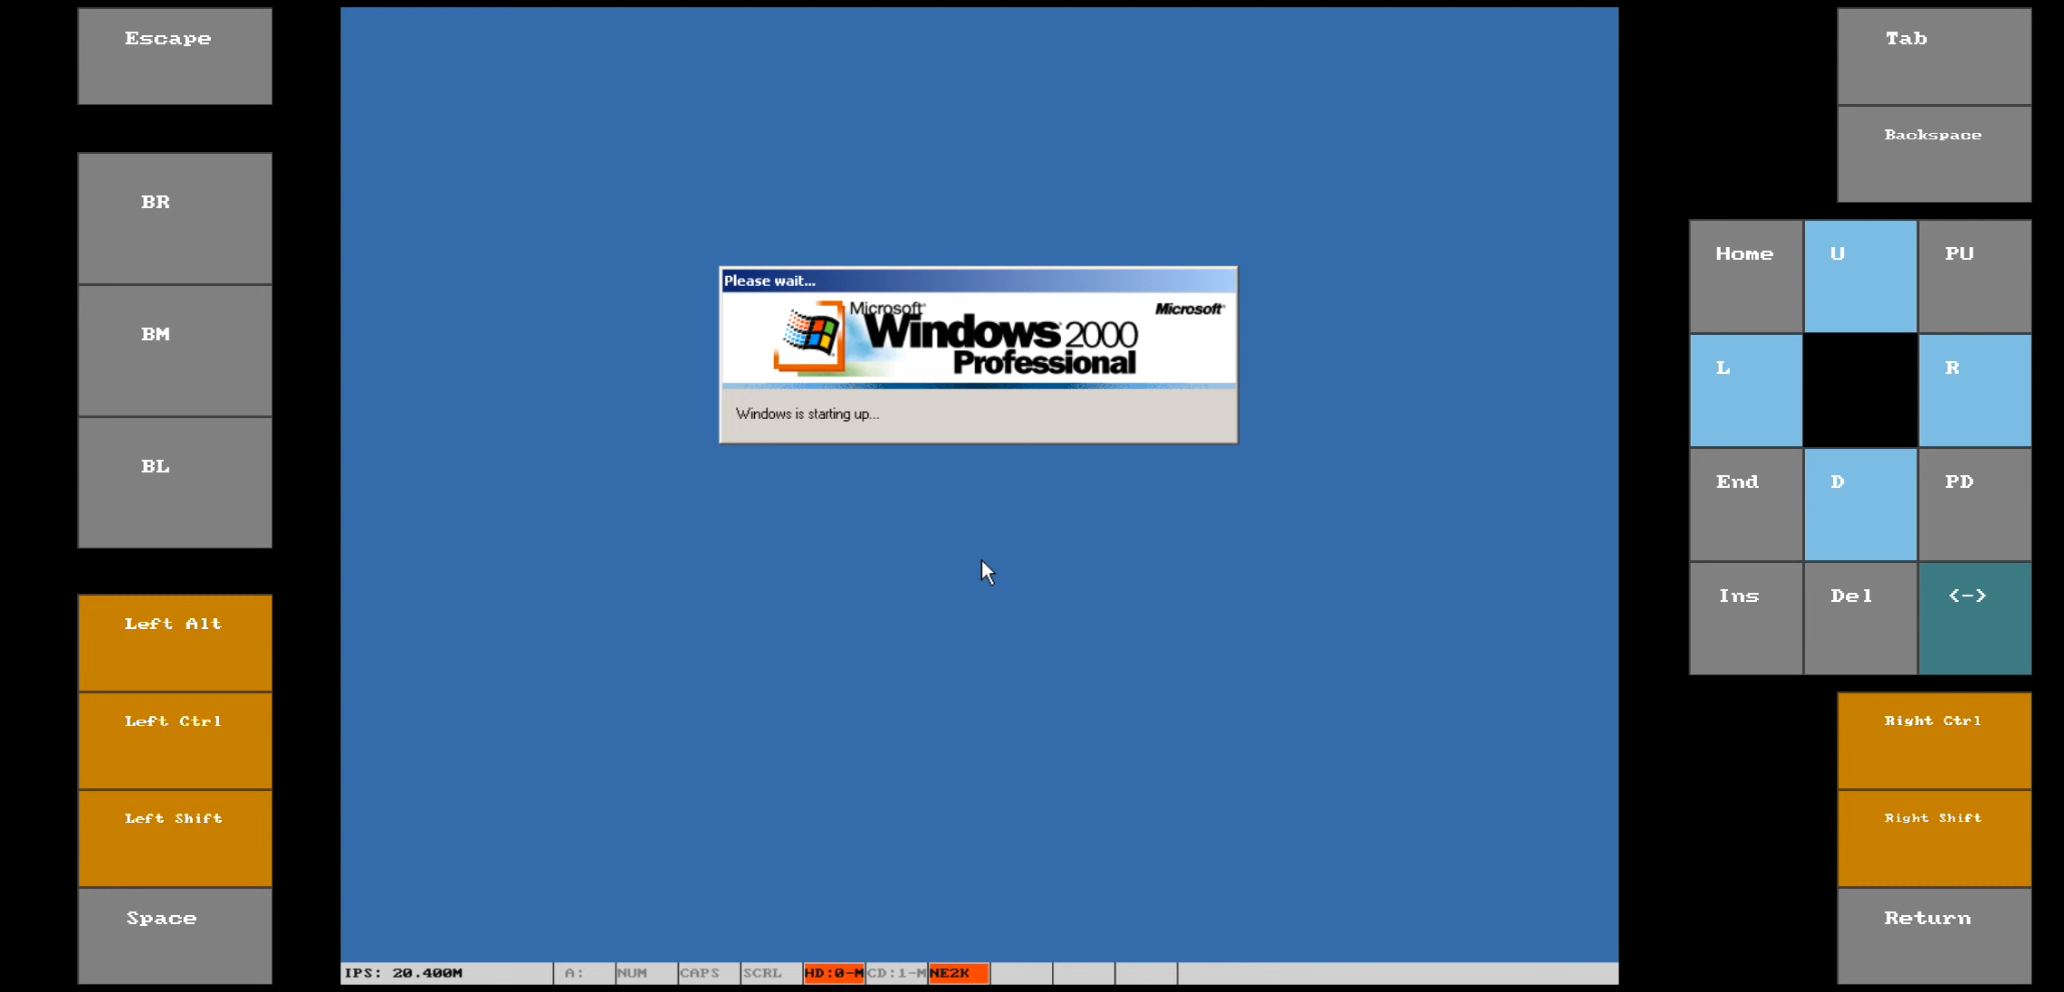 Escape
Tab
Backspace
BR
BM
BL
Home
U
PU
L
R
End
D
PD
Ins
Del
<->
Please wait...
Microsoft®
Windows 2000
Professional
Microsoft®
Windows is starting up...
Left Alt
Left Ctrl
Left Shift
Space
Right Ctrl
Right Shift
Return
IPS: 20.400M
A:
NUM
CAPS
SCRL
HD:0-M
CD:1-M
NE2K